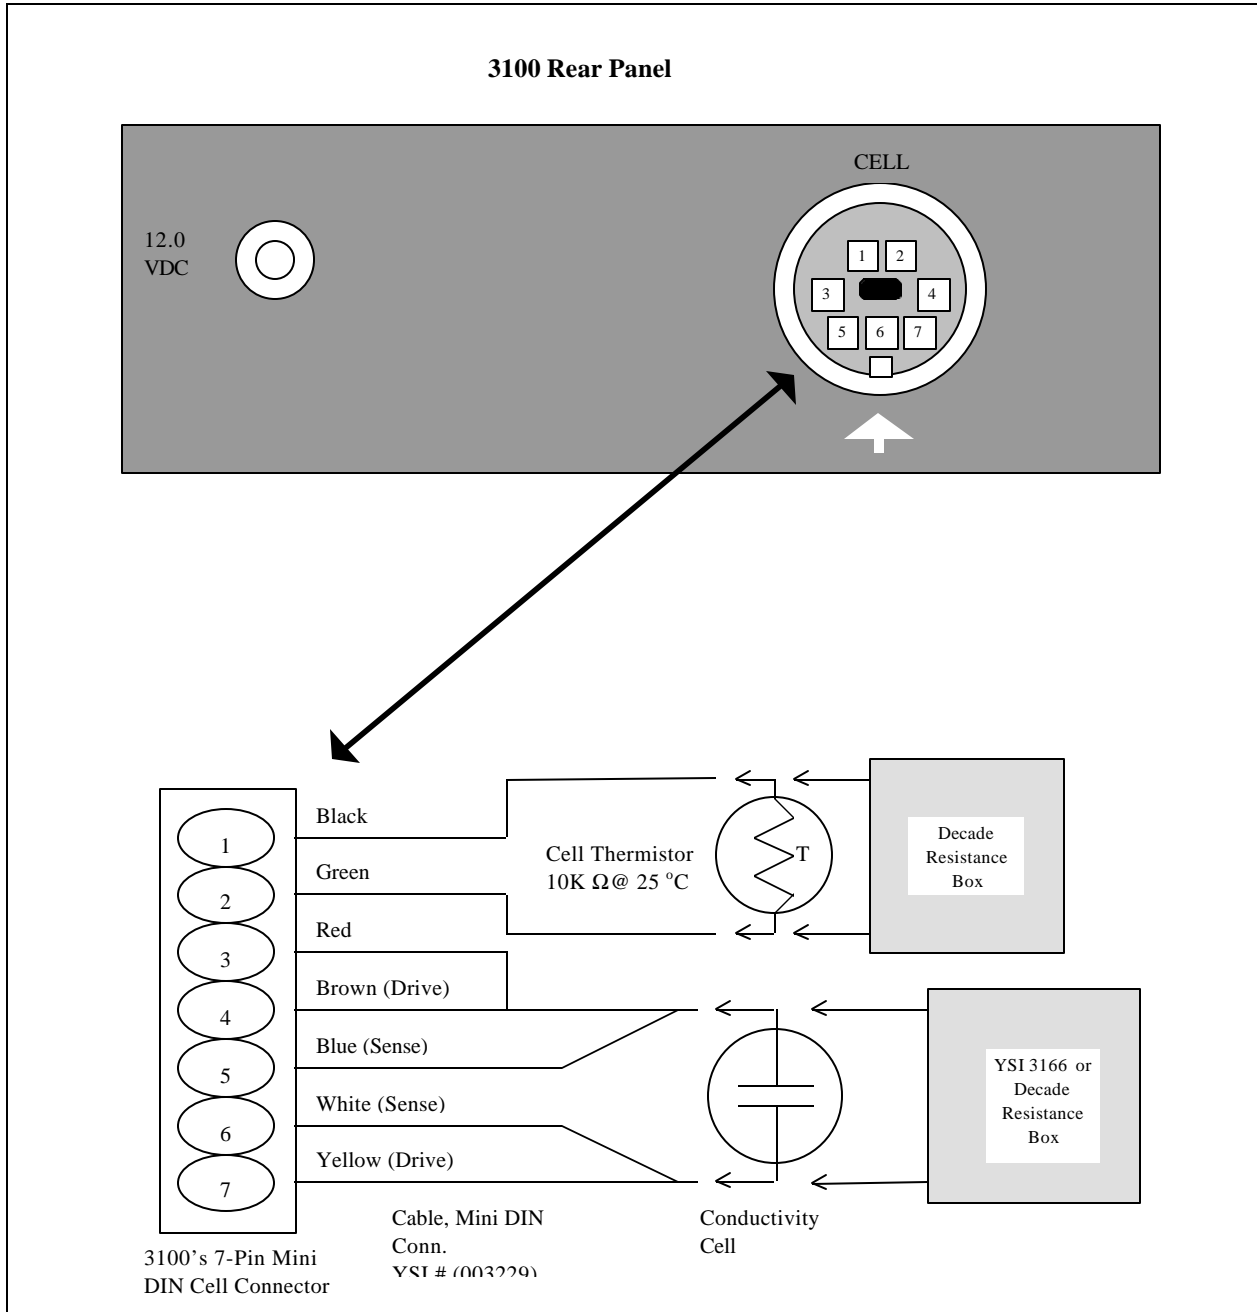 3100 Rear Panel
CELL
12.0
VDC
1 2
3 4
5 6 7
Black
Green
Red
Brown (Drive)
Blue (Sense)
White (Sense)
Yellow (Drive)
1
2
3
4
5
6
7
Cell Thermistor
10K Ω@ 25 °C
T
Decade
Resistance
Box
YSI 3166 or
Decade
Resistance
Box
Cable, Mini DIN
Conn.
YSI # (003229)
Conductivity
Cell
3100's 7-Pin Mini
DIN Cell Connector